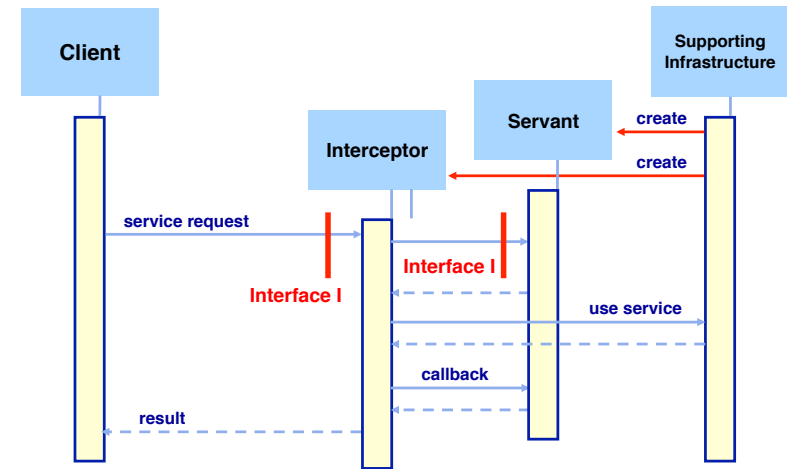 Client
Supporting
Infrastructure
Servant
create
Interceptor
create
service request
Interface I
Interface I
use service
callback
result